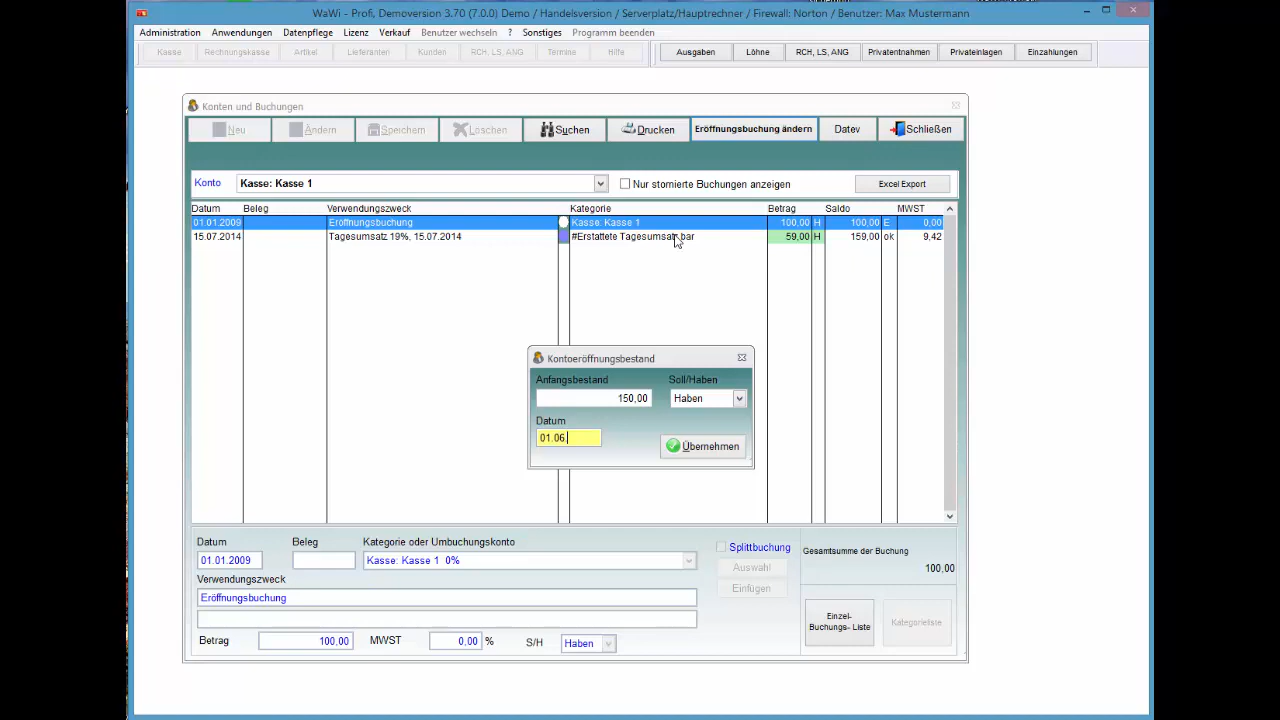 WaWi - Profi, Demoversion 3.70 (7.0.0) Demo / Handelsversion / Serverplatz/Hauptrechner / Firewall: Norton / Benutzer: Max Mustermann
Administration Anwendungen Datenpflege Lizenz Verkauf Benutzer wechseln ? Sonstiges Programm beenden
Kasse Rechnungskasse Artikel Lieferanten Kunden RCH, LS, ANG Termine Hilfe Ausgaben Löhne RCH, LS, ANG Privatentnahmen Privateinlagen Einzahlungen
Konten und Buchungen
Neu Ändern Speichern Löschen Suchen Drucken Eröffnungsbuchung ändern Datev Schließen
Konto Kasse: Kasse 1 Nur stornierte Buchungen anzeigen Excel Export
Datum Beleg Verwendungszweck Kategorie Betrag Saldo MWST
01.01.2009 Eröffnungsbuchung Kasse: Kasse 1 100,00 H 100,00 E 0,00
15.07.2014 Tagesumsatz 19%, 15.07.2014 #Erstattete Tagesumsatz bar 59,00 H 159,00 ok 9,42
Kontoeröffnungsbestand
Anfangsbestand Soll/Haben
150,00 Haben
Datum
01.06. Übernehmen
Datum Beleg Kategorie oder Umbuchungskonto Splittbuchung Gesamtsumme der Buchung
01.01.2009 Kasse: Kasse 1 0% Auswahl 100,00
Verwendungszweck Einfügen
Eröffnungsbuchung
Einzel-
Buchungs- Liste Kategorieliste
Betrag 100,00 MWST 0,00 % S/H Haben